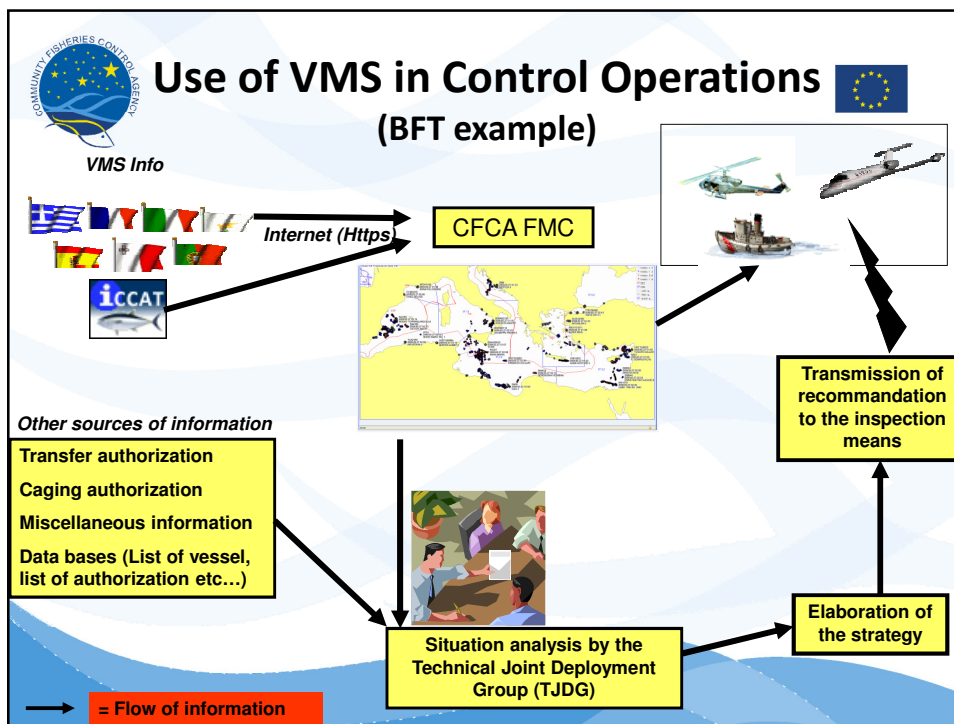 COMMUNITY FISHERIES CONTROL AGENCY
Use of VMS in Control Operations
(BFT example)
VMS Info
Internet (Https)
CFCA FMC
iCCAT
Other sources of information
Transfer authorization
Caging authorization
Miscellaneous information
Data bases (List of vessel,
list of authorization etc…)
Transmission of
recommandation
to the inspection
means
Elaboration of
the strategy
Situation analysis by the
Technical Joint Deployment
Group (TJDG)
= Flow of information